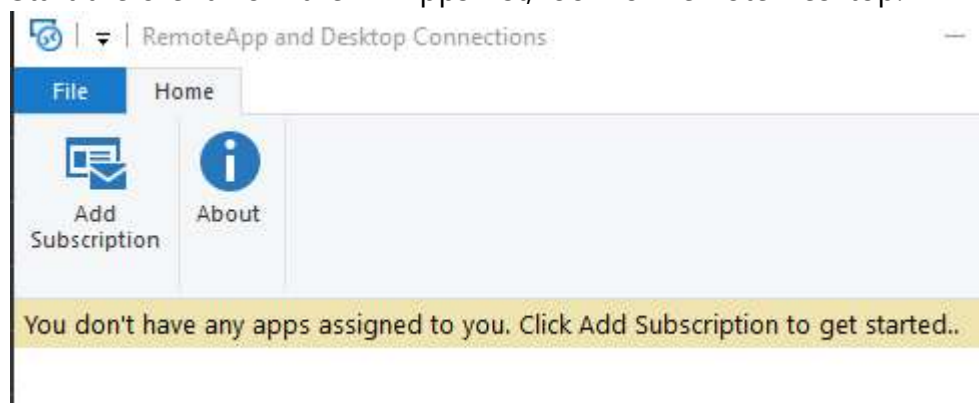 RemoteApp and Desktop Connections
File Home
Add Subscription
About
You don't have any apps assigned to you. Click Add Subscription to get started..